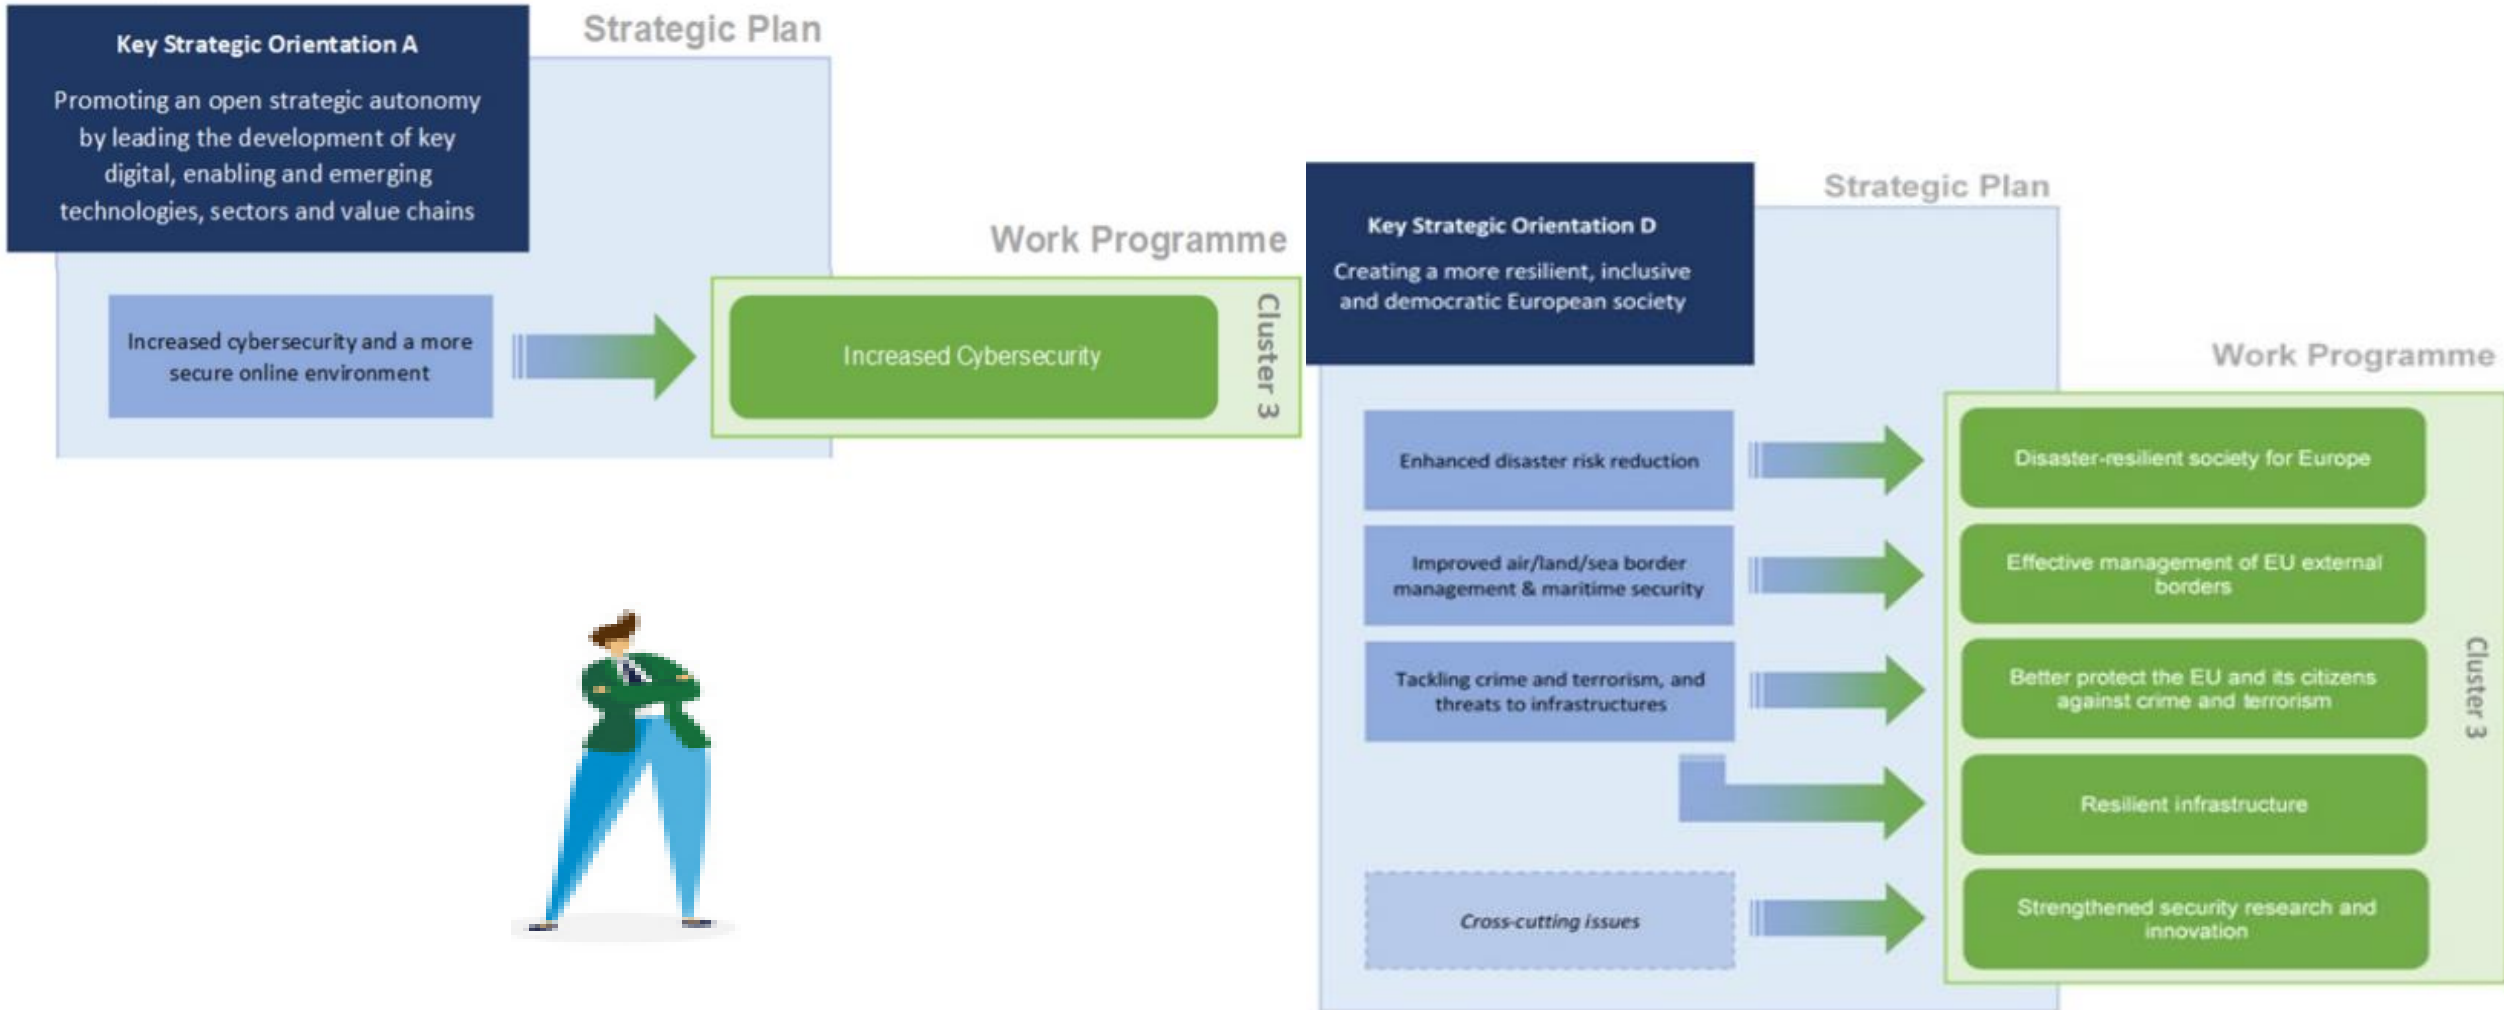 Key Strategic Orientation A
Promoting an open strategic autonomy
by leading the development of key
digital, enabling and emerging
technologies, sectors and value chains
Strategic Plan
Work Programme
Increased cybersecurity and a more
secure online environment
Increased Cybersecurity
Cluster 3
Key Strategic Orientation D
Creating a more resilient, inclusive
and democratic European society
Strategic Plan
Work Programme
Enhanced disaster risk reduction
Disaster-resilient society for Europe
Improved air/land/sea border
management & maritime security
Effective management of EU external
borders
Tackling crime and terrorism, and
threats to infrastructures
Better protect the EU and its citizens
against crime and terrorism
Resilient infrastructure
Cross-cutting issues
Strengthened security research and
innovation
Cluster 3